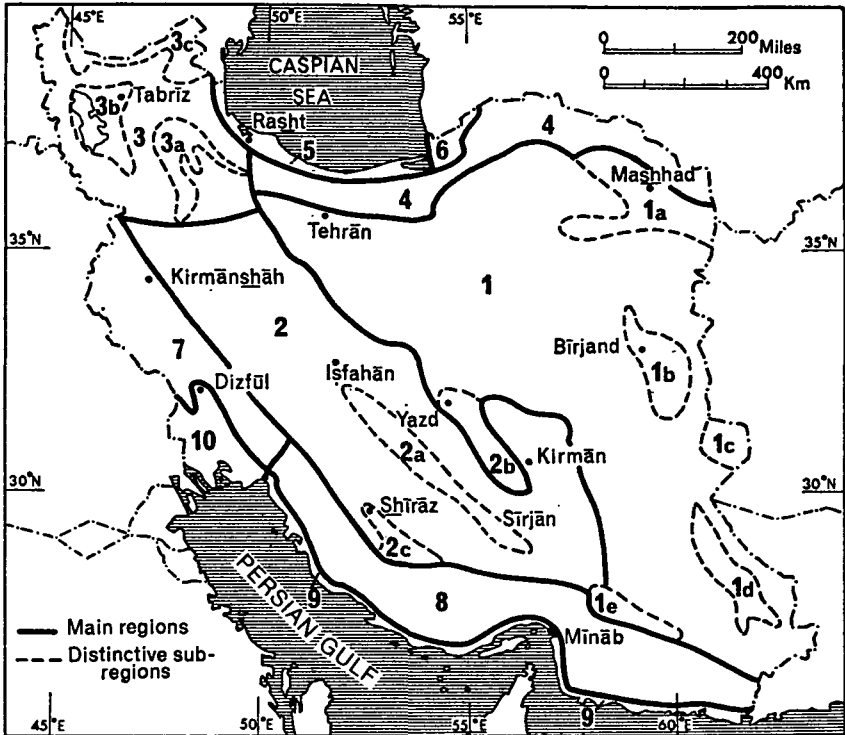 45°E
50°E
55°E
0 200 Miles
0 400 Km
3c
CASPIAN
SEA
3b
Tabrīz
Rasht
3
3a
5
6
4
4
Mashhad
1a
Tehrān
35°N
35°N
Kirmānshāh
1
2
7
Bīrjand
1b
Iṣfahān
Dizfūl
Yazd
2a
1c
10
2b
Kirmān
30°N
30°N
Shīrāz
Sīrjān
2c
1d
PERSIAN GULF
9
8
1e
Mīnāb
Main regions
Distinctive sub-
regions
9
45°E
50°E
55°E
60°E